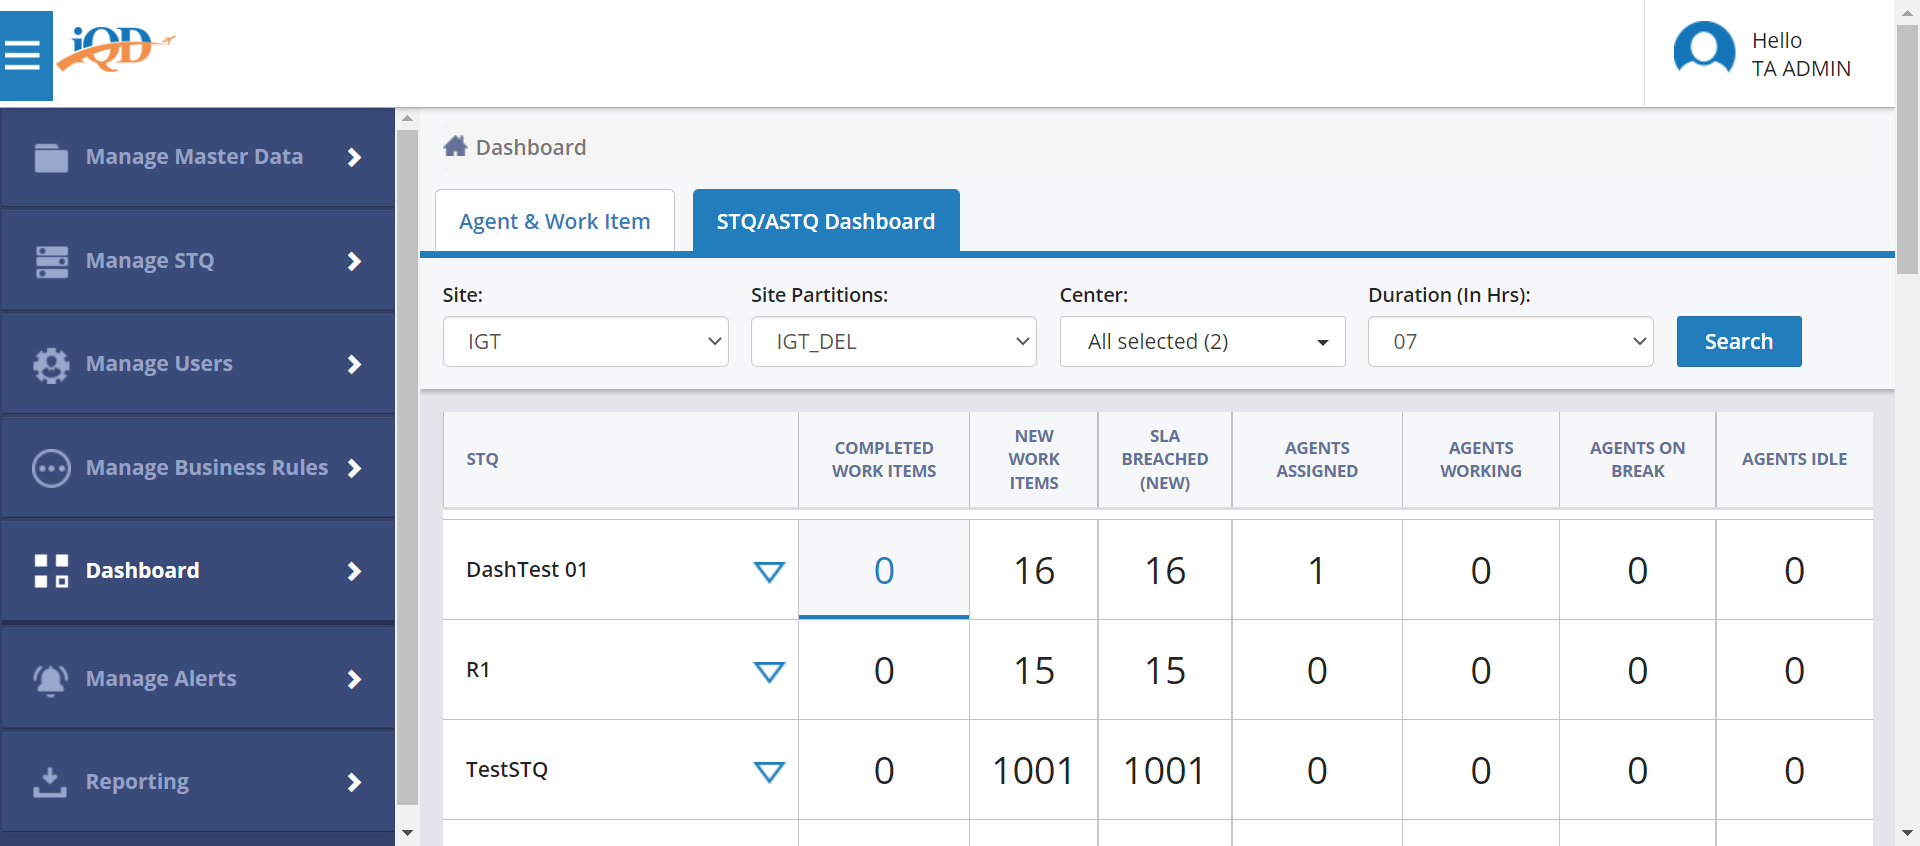 iQD
Hello
TA ADMIN
Manage Master Data
Manage STQ
Manage Users
Manage Business Rules
Dashboard
Manage Alerts
Reporting
Dashboard
Agent & Work Item
STQ/ASTQ Dashboard
Site:
Site Partitions:
Center:
Duration (In Hrs):
IGT
IGT_DEL
All selected (2)
07
Search
STQ
COMPLETED
WORK ITEMS
NEW
WORK
ITEMS
SLA
BREACHED
(NEW)
AGENTS
ASSIGNED
AGENTS
WORKING
AGENTS ON
BREAK
AGENTS IDLE
DashTest 01 0 16 16 1 0 0 0
R1 0 15 15 0 0 0 0
TestSTQ 0 1001 1001 0 0 0 0